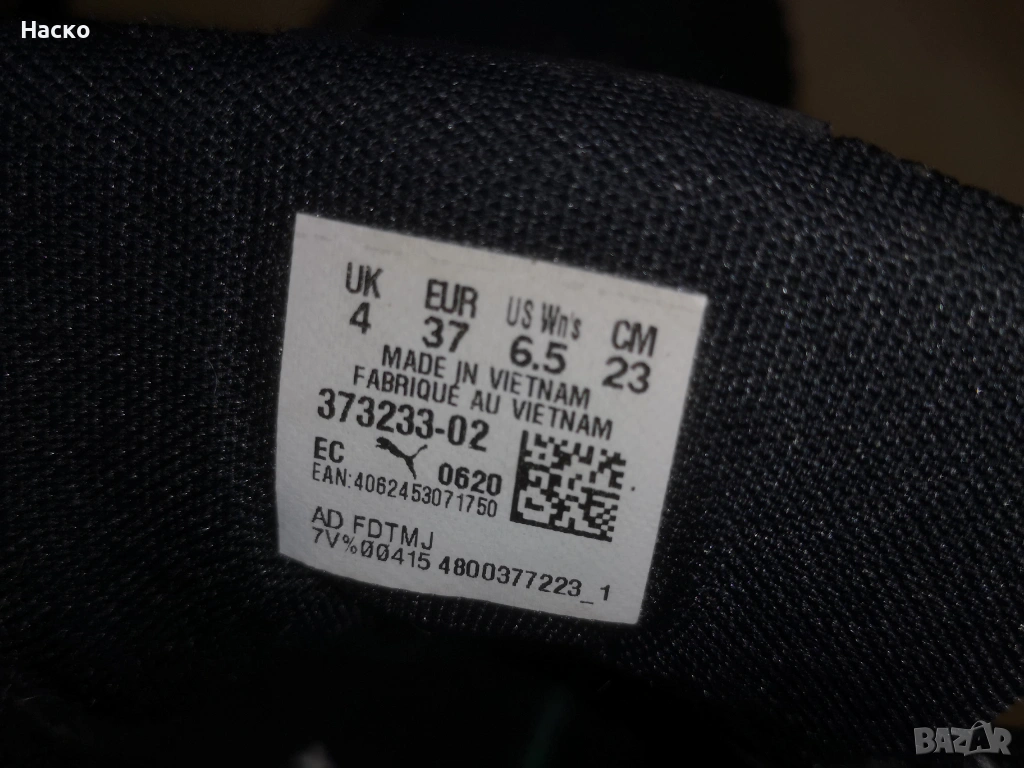 Наско
UK EUR US Wn's CM
4 37 6.5 23
MADE IN VIETNAM
FABRIQUE AU VIETNAM
373233-02
EC 0620
EAN:4062453071750
AD FDTMJ
7V%00415 4800377223_1
BAZAR